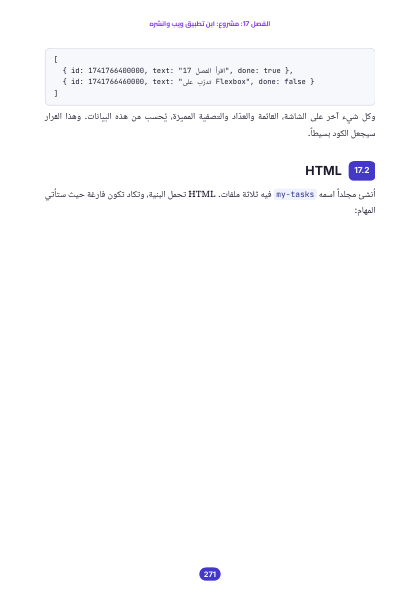 الفصل 17: مشروع: ابن تطبيق ويب وانشره
[
{ id: 1741766400000, text: "اقرأ الفصل 17", done: true },
{ id: 1741766460000, text: "تدرّب على Flexbox", done: false }
]
وكل شيء آخر على الشاشة، القائمة والعدّاد والتصفية المميزة، يُحسب من هذه البيانات. وهذا القرار
سيجعل الكود بسيطاً.
17.2 HTML
أنشئ مجلداً اسمه my-tasks فيه ثلاثة ملفات. HTML تحمل البنية، وتكاد تكون فارغة حيث ستأتي
المهام:
271